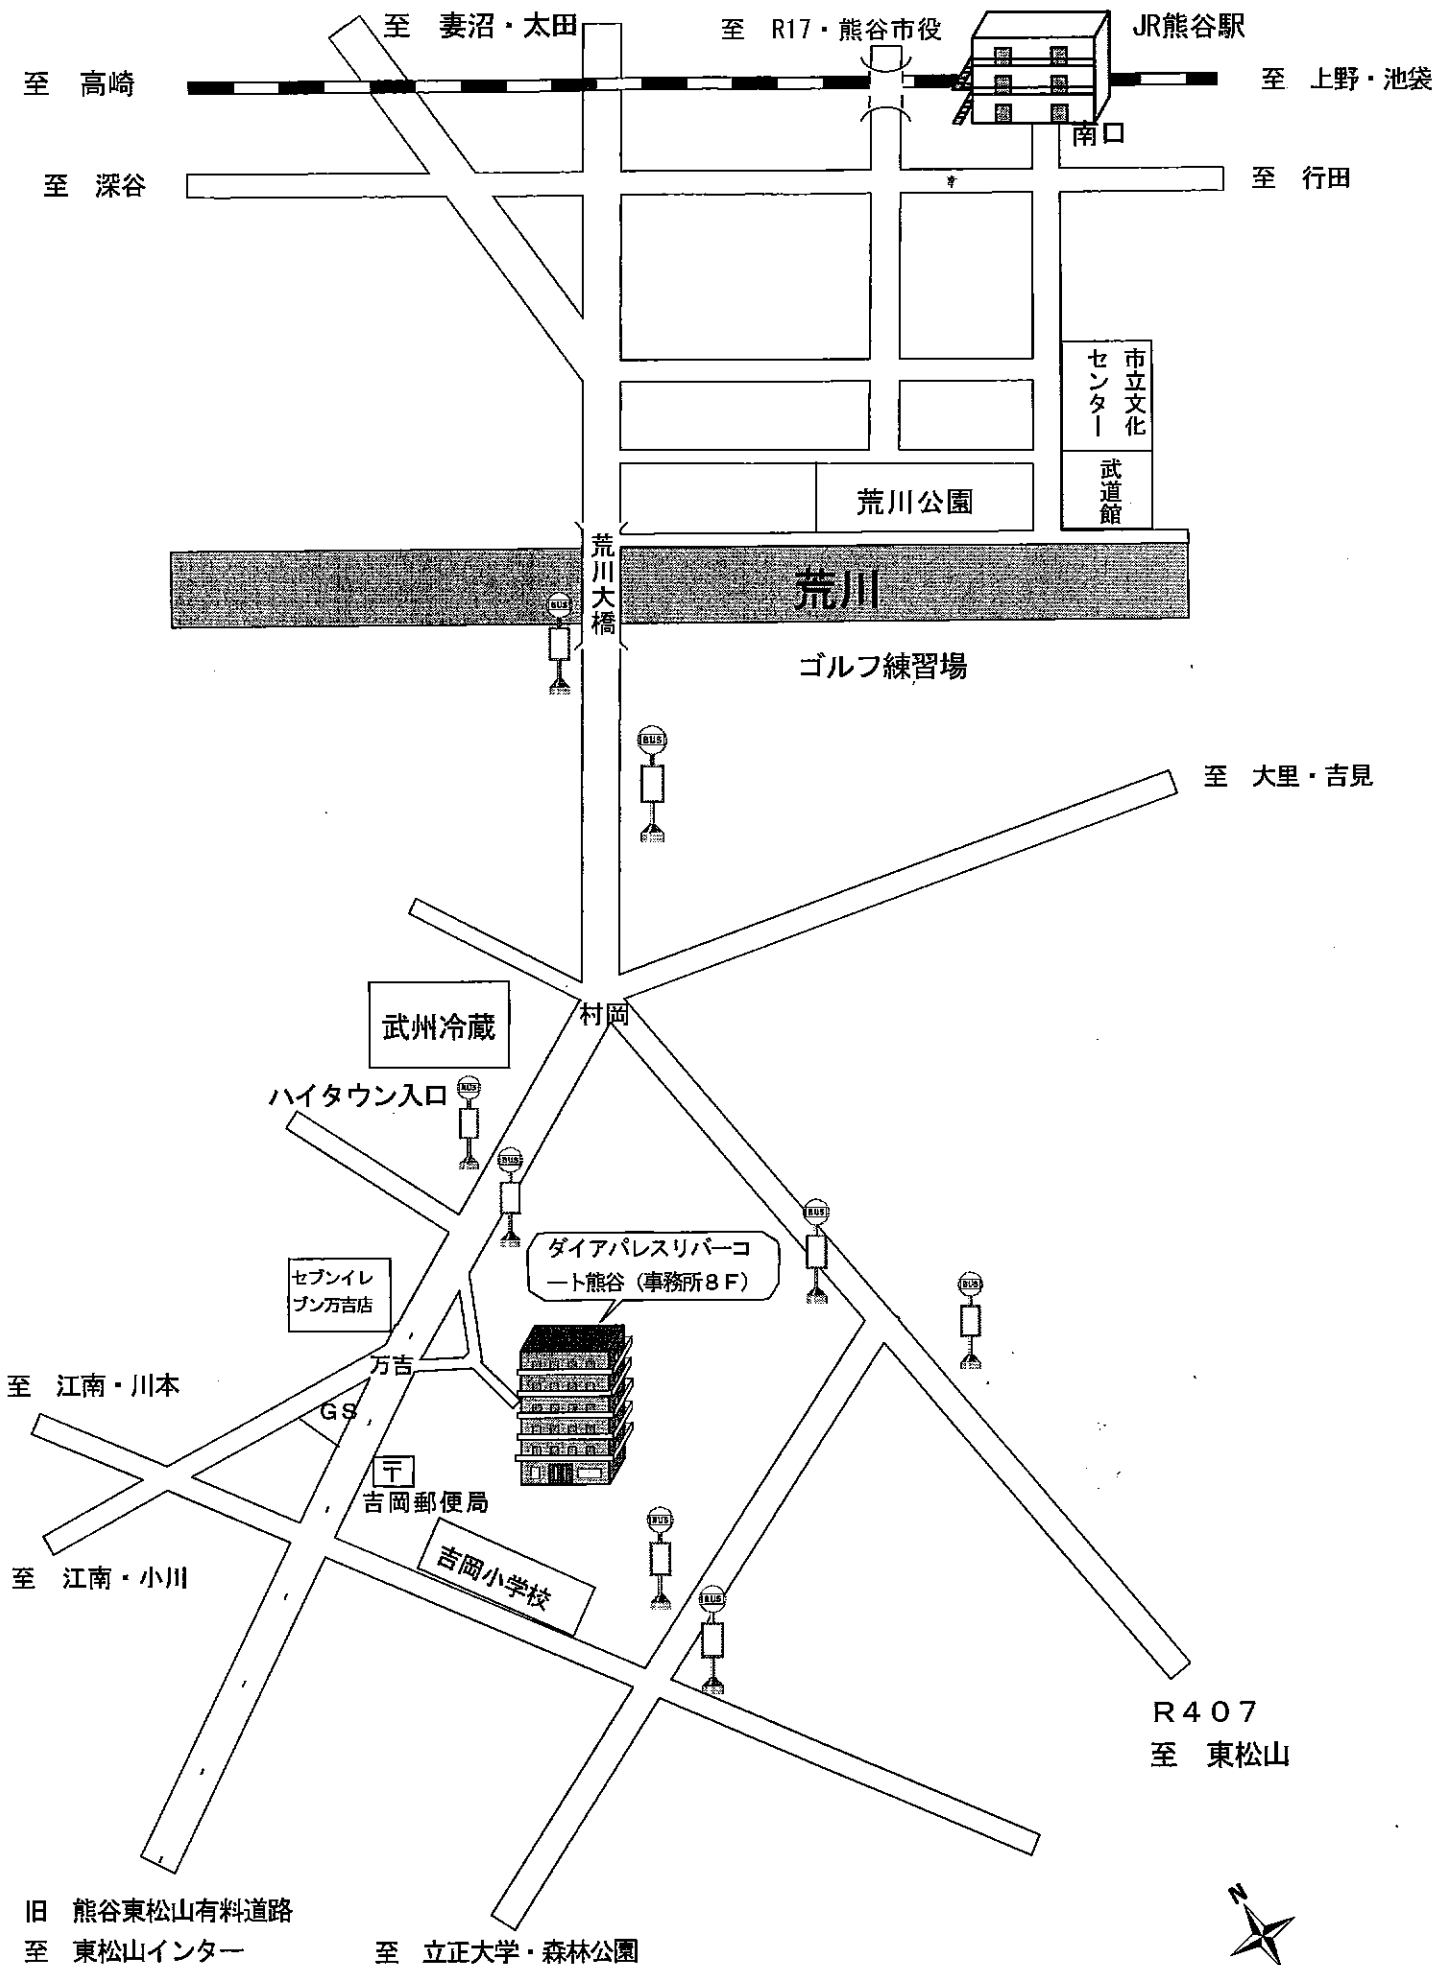 至　妻沼・太田
至　R17・熊谷市役
JR熊谷駅
至　高崎
至　上野・池袋
南口
至　深谷
至　行田
市立文化
センター
武道館
荒川公園
荒川大橋
荒川
BUS
ゴルフ練習場
BUS
至　大里・吉見
村岡
武州冷蔵
ハイタウン入口
BUS
BUS
BUS
ダイアパレスリバーコ
ート熊谷（事務所８Ｆ）
セブンイレ
ブン万吉店
BUS
万吉
至　江南・川本
ＧＳ
〒
吉岡郵便局
BUS
吉岡小学校
至　江南・小川
BUS
Ｒ４０７
至　東松山
旧　熊谷東松山有料道路
至　東松山インター
至　立正大学・森林公園
N